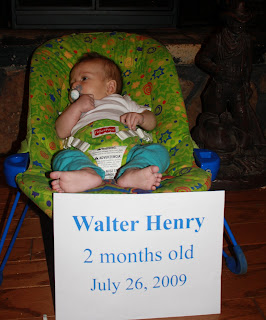 Walter Henry
2 months old
July 26, 2009